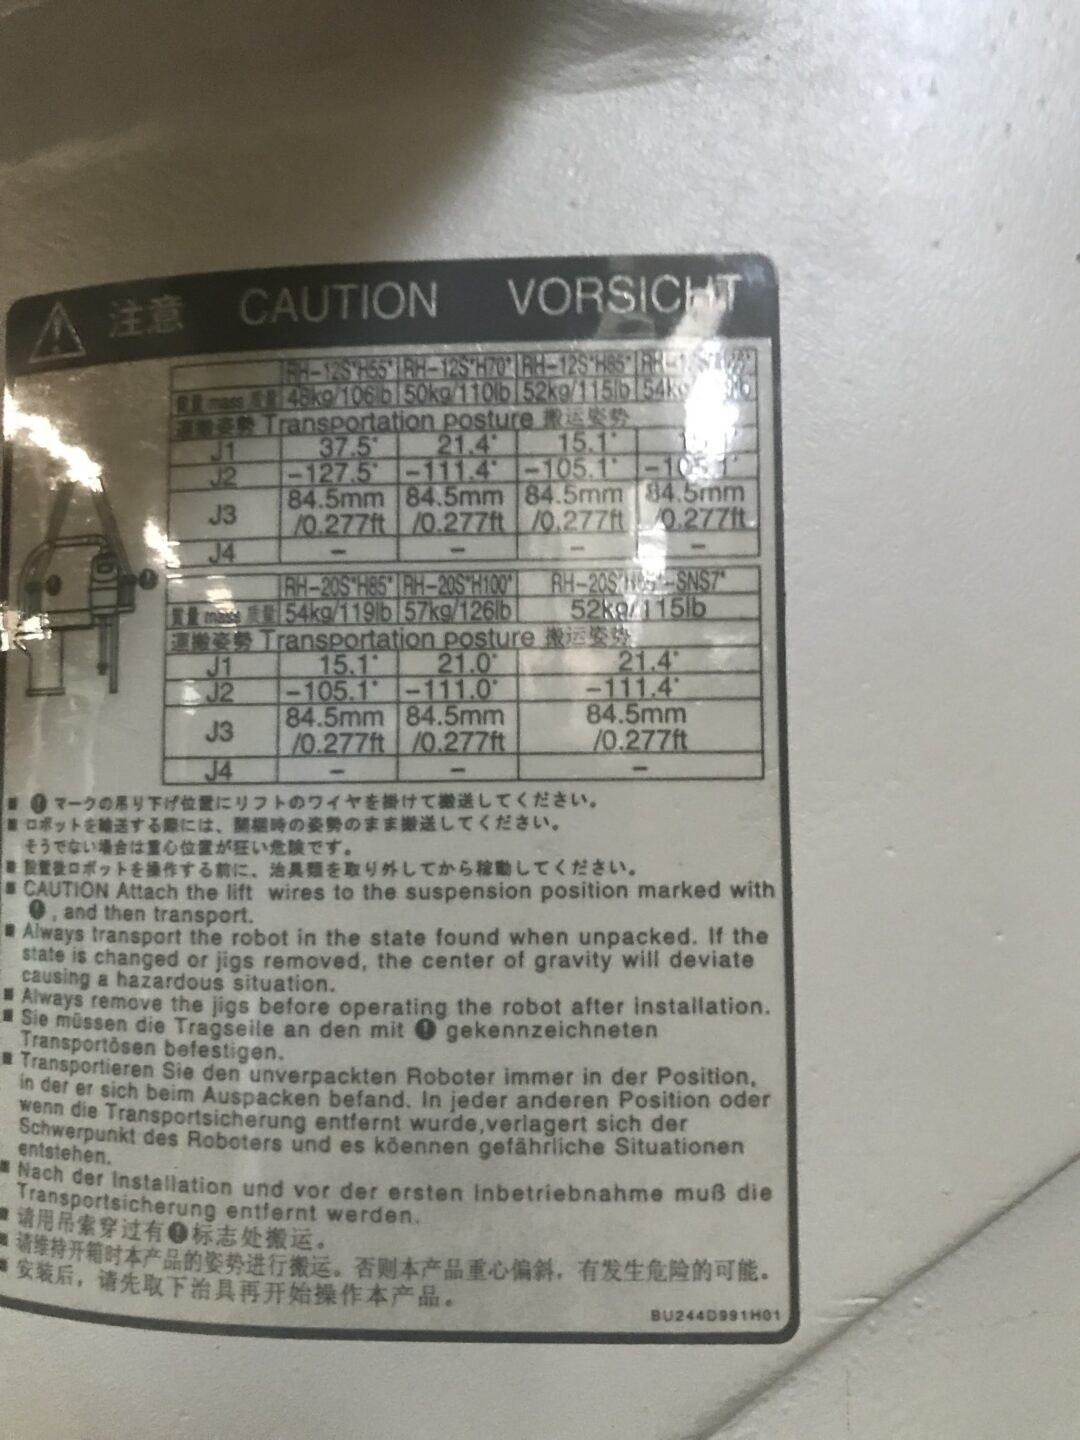 注意 CAUTION VORSICHT
RH-12S*H55* RH-12S*H70* RH-12S*H85*
質量 mass 质量 48kg/106lb 50kg/110lb 52kg/115lb
運搬姿勢 Transportation posture 搬运姿势
J1 37.5° 21.4° 15.1°
J2 -127.5° -111.4° -105.1° -105.1°
J3 84.5mm 84.5mm 84.5mm 84.5mm
/0.277ft /0.277ft /0.277ft /0.277ft
J4 – – – –
RH-20S*H85* RH-20S*H100* RH-20S*H85*-SNS7*
質量 mass 质量 54kg/119lb 57kg/126lb 52kg/115lb
運搬姿勢 Transportation posture 搬运姿势
J1 15.1° 21.0° 21.4°
J2 -105.1° -111.0° -111.4°
J3 84.5mm 84.5mm 84.5mm
/0.277ft /0.277ft /0.277ft
J4 – – –
■ ! マークの吊り下げ位置にリフトのワイヤを掛けて搬送してください。
■ ロボットを輸送する際には、開梱時の姿勢のまま搬送してください。
そうでない場合は重心位置が狂い危険です。
■ 設置後ロボットを操作する前に、治具類を取り外してから稼動してください。
■ CAUTION Attach the lift wires to the suspension position marked with
!, and then transport.
■ Always transport the robot in the state found when unpacked. If the
state is changed or jigs removed, the center of gravity will deviate
causing a hazardous situation.
■ Always remove the jigs before operating the robot after installation.
■ Sie müssen die Tragseile an den mit ! gekennzeichneten
Transportösen befestigen.
■ Transportieren Sie den unverpackten Roboter immer in der Position,
in der er sich beim Auspacken befand. In jeder anderen Position oder
wenn die Transportsicherung entfernt wurde,verlagert sich der
Schwerpunkt des Roboters und es köennen gefährliche Situationen
entstehen.
■ Nach der Installation und vor der ersten Inbetriebnahme muß die
Transportsicherung entfernt werden.
■ 请用吊索穿过有!标志处搬运。
■ 请维持开箱时本产品的姿势进行搬运。否则本产品重心偏斜，有发生危险的可能。
■ 安装后，请先取下治具再开始操作本产品。
BU244D991H01